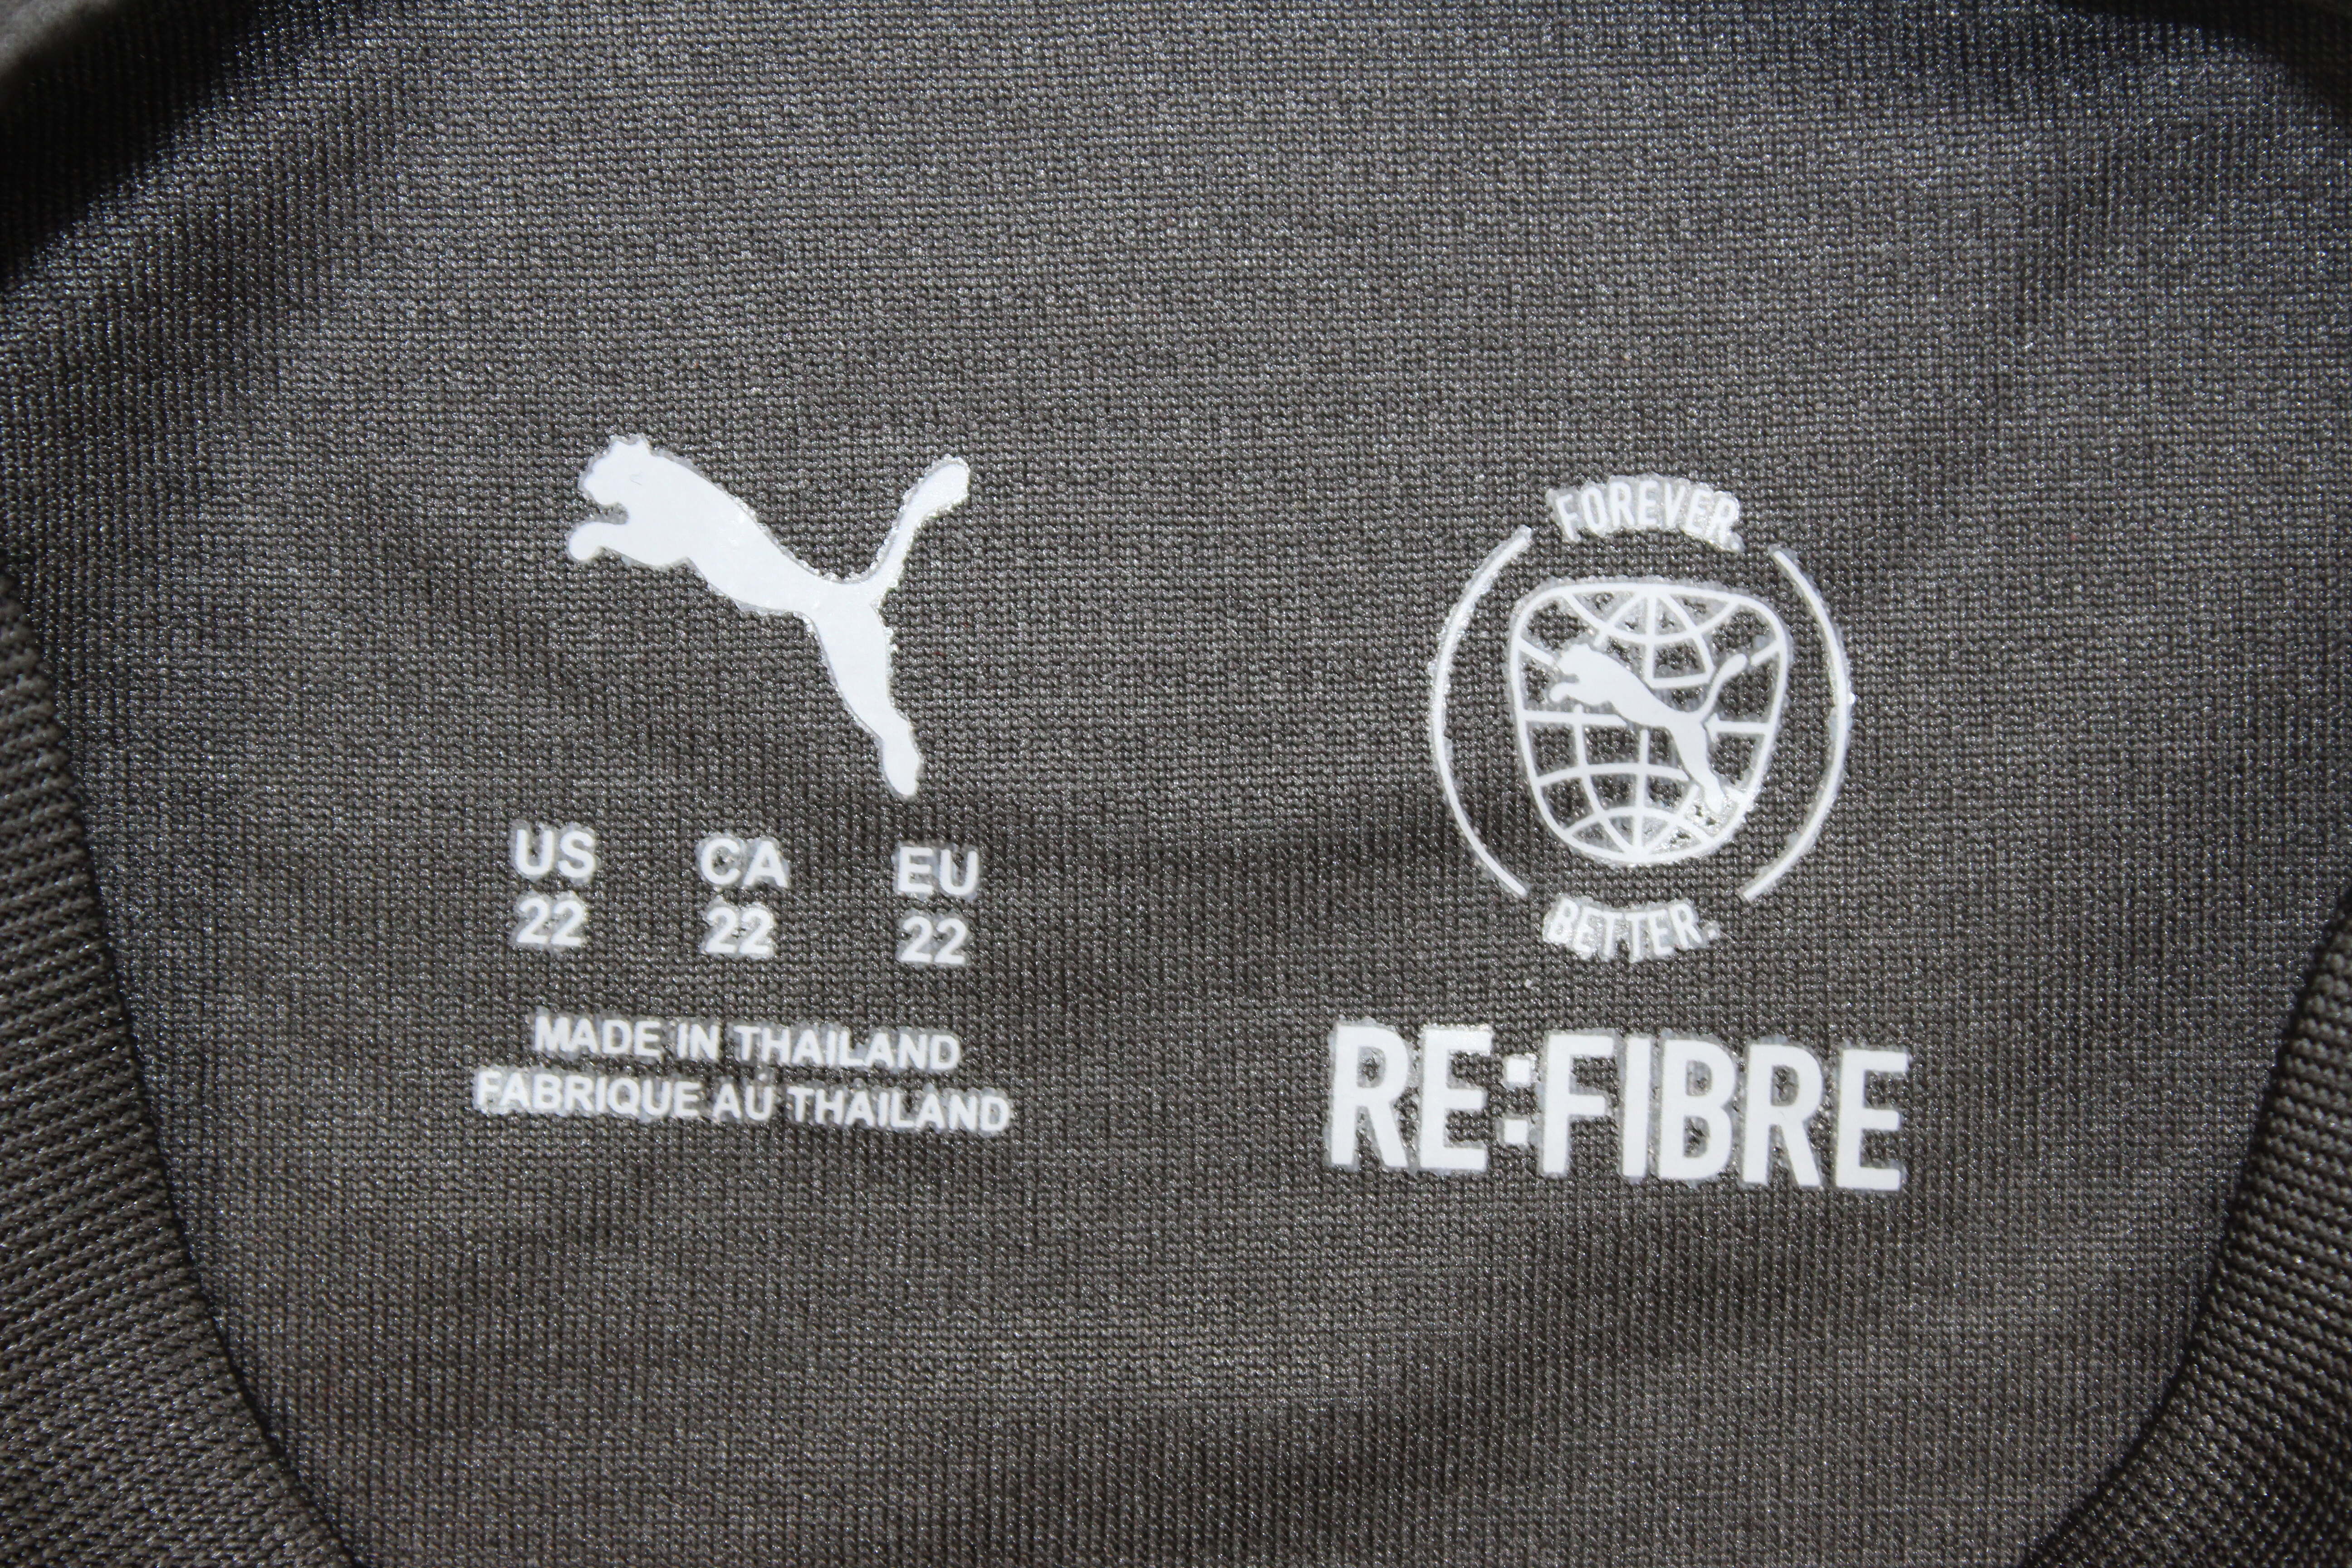 US CA EU
22 22 22
MADE IN THAILAND
FABRIQUE AU THAILAND
FOREVER.
BETTER.
RE:FIBRE